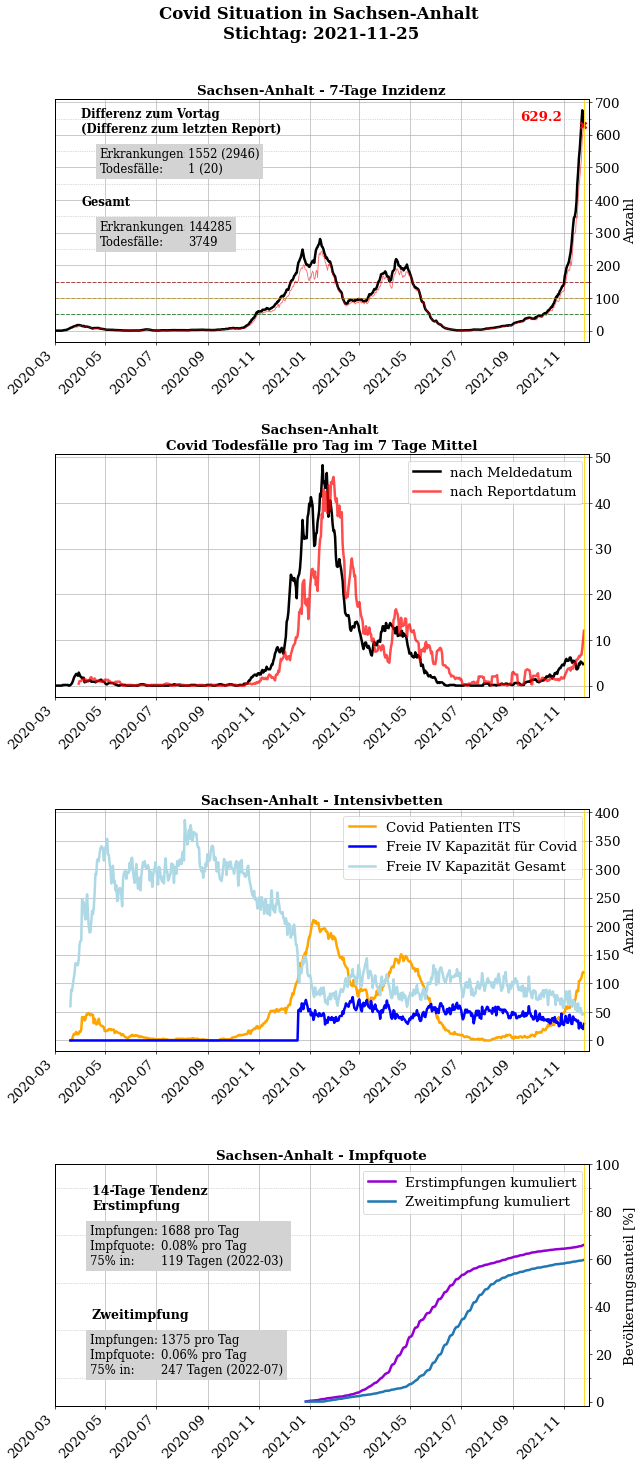 Covid Situation in Sachsen-Anhalt
Stichtag: 2021-11-25
Sachsen-Anhalt - 7-Tage Inzidenz
Differenz zum Vortag
(Differenz zum letzten Report)
Erkrankungen 1552 (2946)
Todesfälle: 1 (20)
Gesamt
Erkrankungen 144285
Todesfälle: 3749
629.2
700
600
500
400
300
200
100
0
Anzahl
2020-03 2020-05 2020-07 2020-09 2020-11 2021-01 2021-03 2021-05 2021-07 2021-09 2021-11
Sachsen-Anhalt
Covid Todesfälle pro Tag im 7 Tage Mittel
nach Meldedatum
nach Reportdatum
50
40
30
20
10
0
2020-03 2020-05 2020-07 2020-09 2020-11 2021-01 2021-03 2021-05 2021-07 2021-09 2021-11
Sachsen-Anhalt - Intensivbetten
Covid Patienten ITS
Freie IV Kapazität für Covid
Freie IV Kapazität Gesamt
400
350
300
250
200
150
100
50
0
Anzahl
2020-03 2020-05 2020-07 2020-09 2020-11 2021-01 2021-03 2021-05 2021-07 2021-09 2021-11
Sachsen-Anhalt - Impfquote
14-Tage Tendenz
Erstimpfung
Impfungen: 1688 pro Tag
Impfquote: 0.08% pro Tag
75% in: 119 Tagen (2022-03)
Zweitimpfung
Impfungen: 1375 pro Tag
Impfquote: 0.06% pro Tag
75% in: 247 Tagen (2022-07)
Erstimpfungen kumuliert
Zweitimpfung kumuliert
100
80
60
40
20
0
Bevölkerungsanteil [%]
2020-03 2020-05 2020-07 2020-09 2020-11 2021-01 2021-03 2021-05 2021-07 2021-09 2021-11